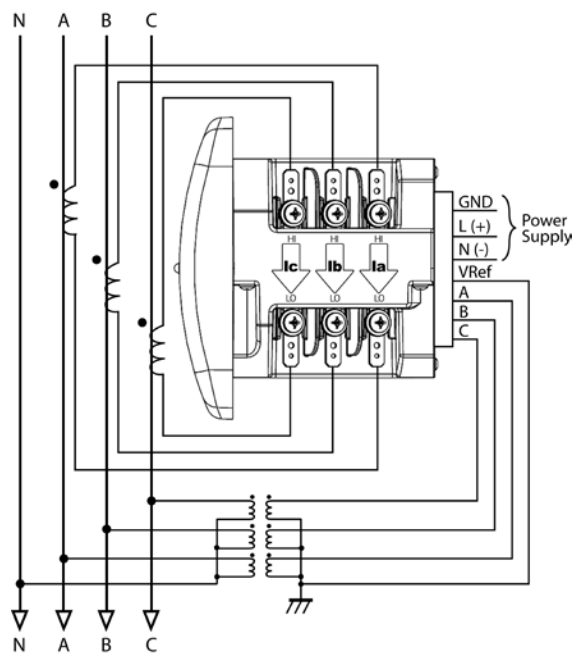 N A B C
GND
L (+)
N (-)
Power
Supply
VRef
A
B
C
HI HI HI
Ic Ib Ia
LO LO LO
N A B C